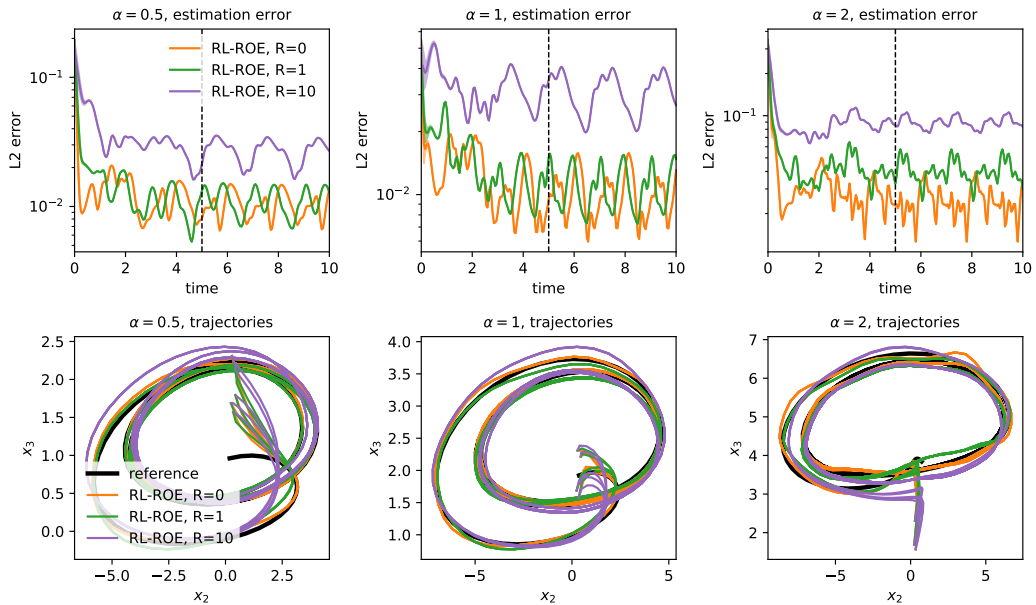 α = 0.5, estimation error
L2 error
10⁻¹
10⁻²
0 2 4 6 8 10
time
RL-ROE, R=0
RL-ROE, R=1
RL-ROE, R=10
α = 1, estimation error
L2 error
10⁻²
0 2 4 6 8 10
time
α = 2, estimation error
L2 error
10⁻¹
0 2 4 6 8 10
time
α = 0.5, trajectories
x₃
2.5
2.0
1.5
1.0
0.5
0.0
−5.0 −2.5 0.0 2.5
x₂
reference
RL-ROE, R=0
RL-ROE, R=1
RL-ROE, R=10
α = 1, trajectories
x₃
4.0
3.5
3.0
2.5
2.0
1.5
1.0
−5 0 5
x₂
α = 2, trajectories
x₃
7
6
5
4
3
2
−5 0 5
x₂